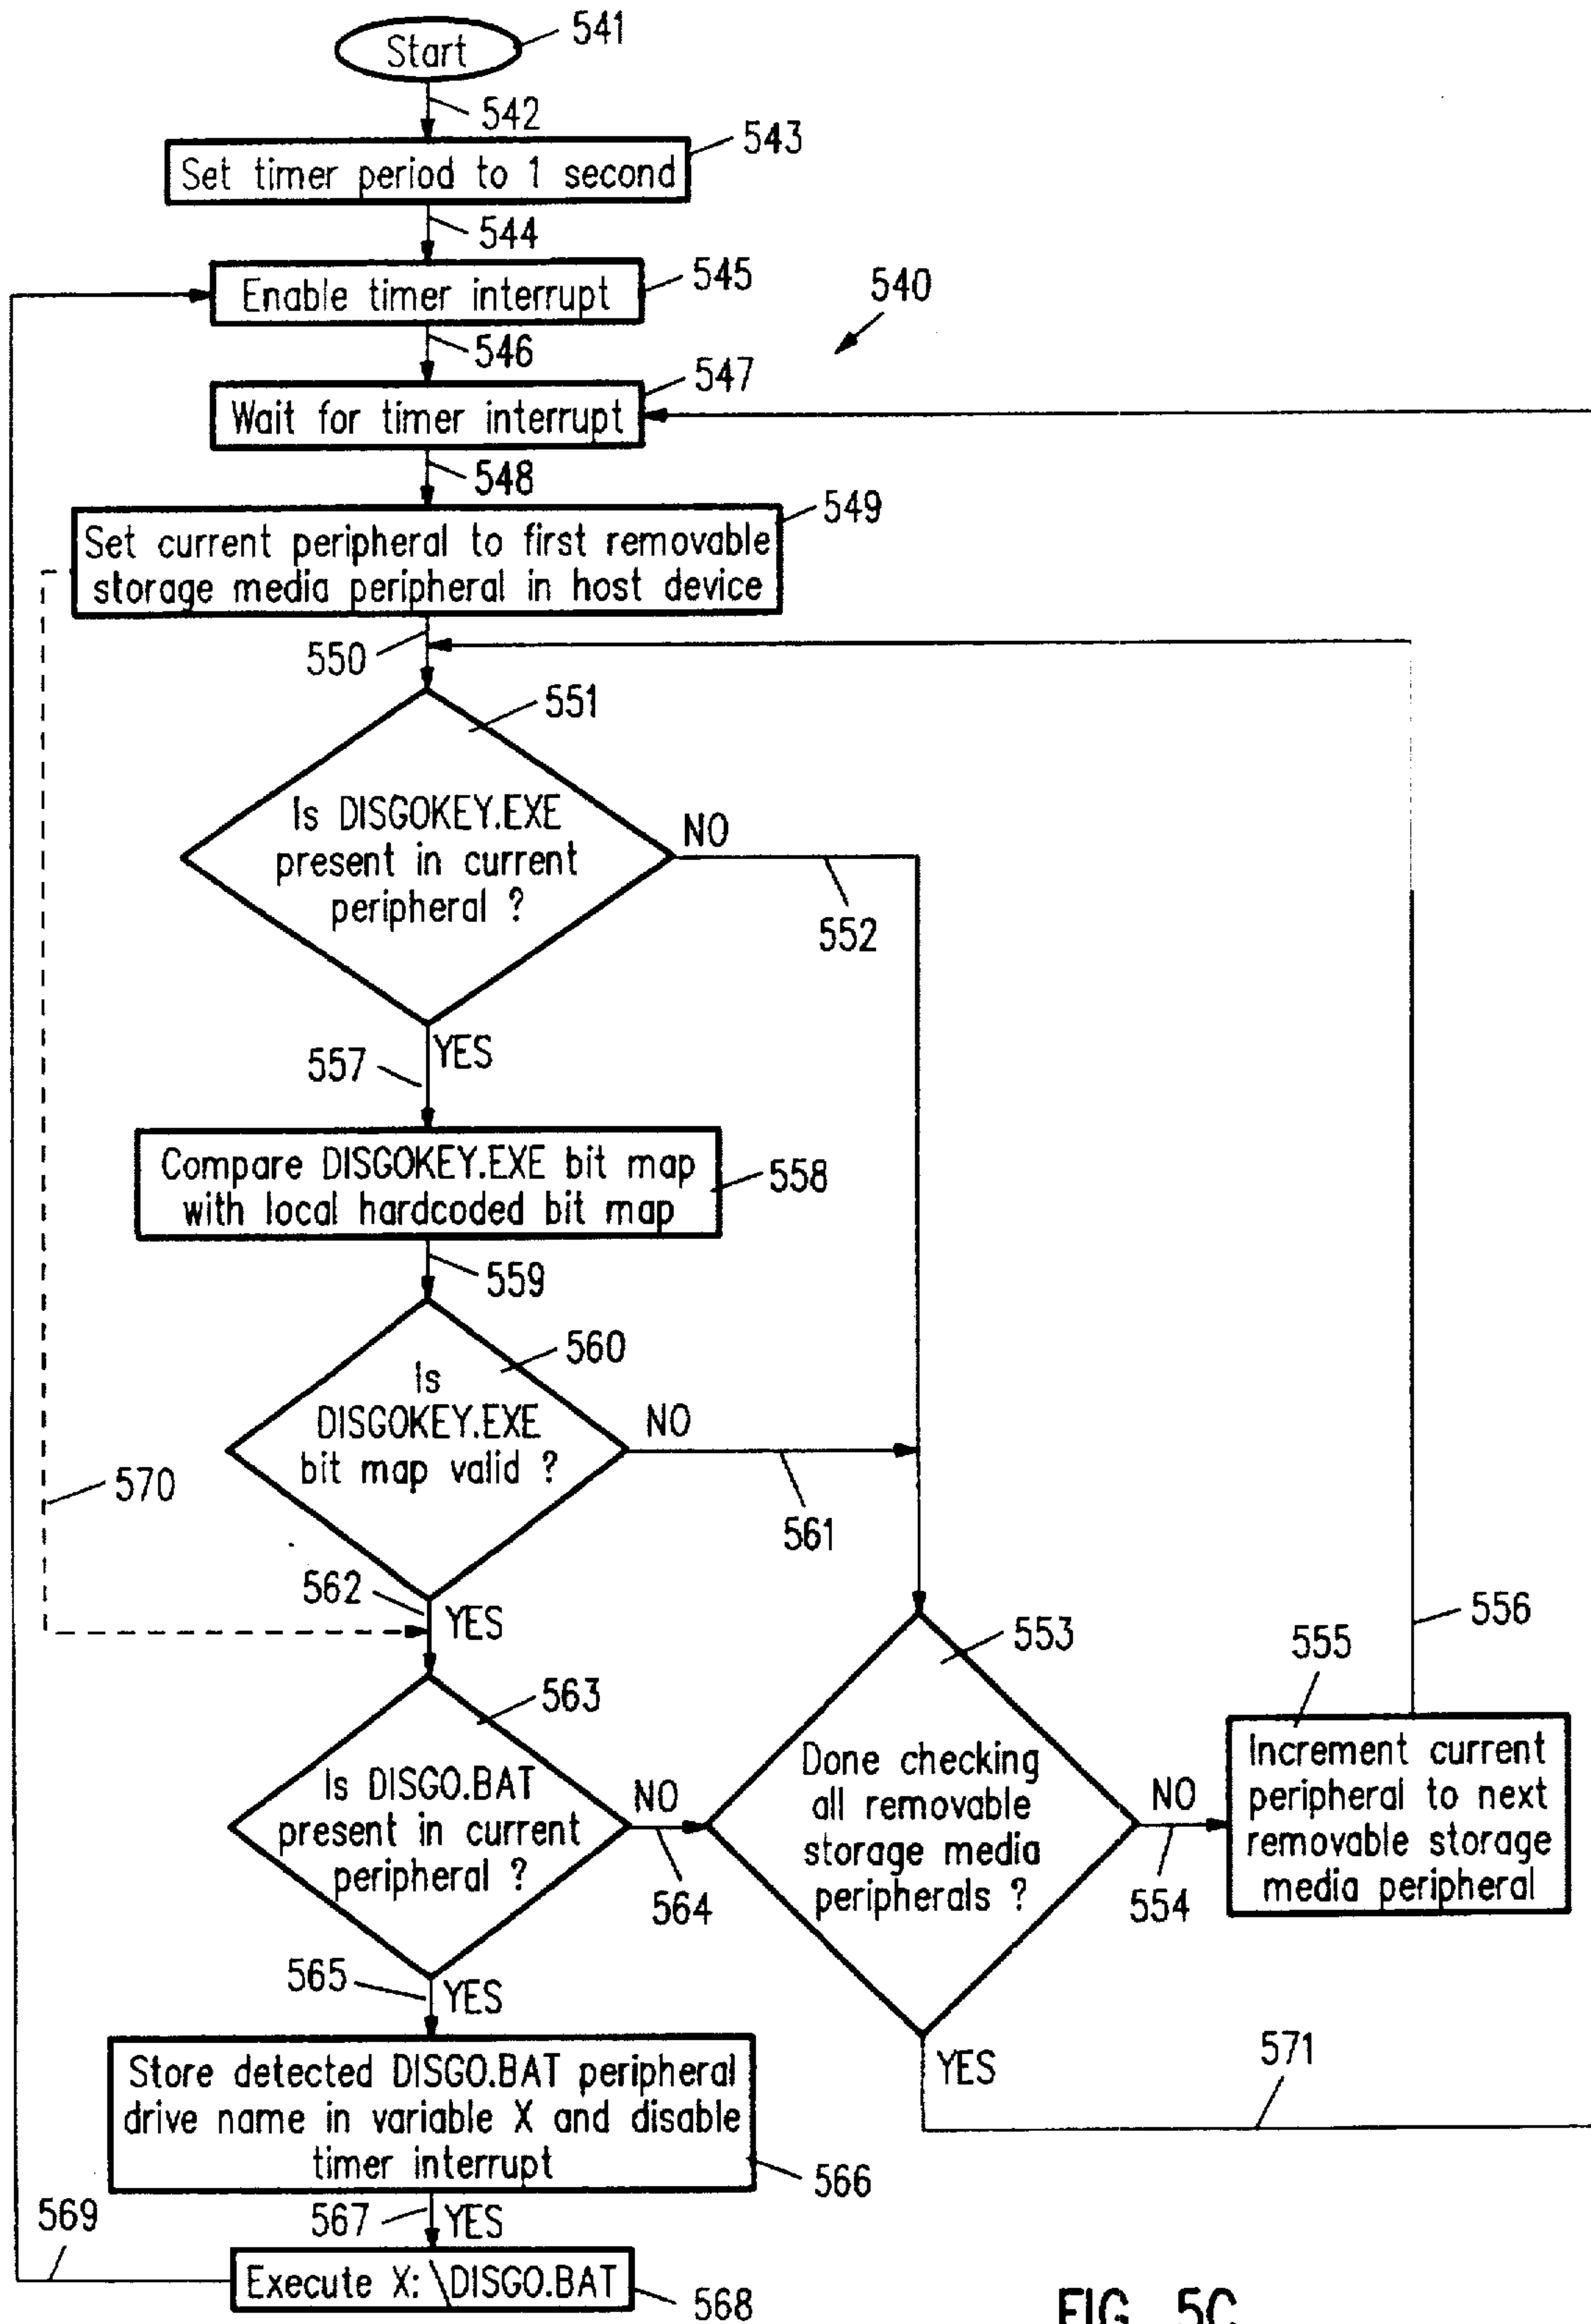 Start
541
542
543
Set timer period to 1 second
544
545
Enable timer interrupt
540
546
547
Wait for timer interrupt
548
549
Set current peripheral to first removable
storage media peripheral in host device
550
551
Is DISGOKEY.EXE
present in current
peripheral ?
NO
552
YES
557
Compare DISGOKEY.EXE bit map
with local hardcoded bit map
558
559
560
Is
DISGOKEY.EXE
bit map valid ?
NO
561
570
562
YES
556
553
555
563
Is DISGO.BAT
present in current
peripheral ?
NO
564
Done checking
all removable
storage media
peripherals ?
NO
554
Increment current
peripheral to next
removable storage
media peripheral
565
YES
YES
571
Store detected DISGO.BAT peripheral
drive name in variable X and disable
timer interrupt
566
567
YES
569
Execute X: \DISGO.BAT
568
FIG. 5C